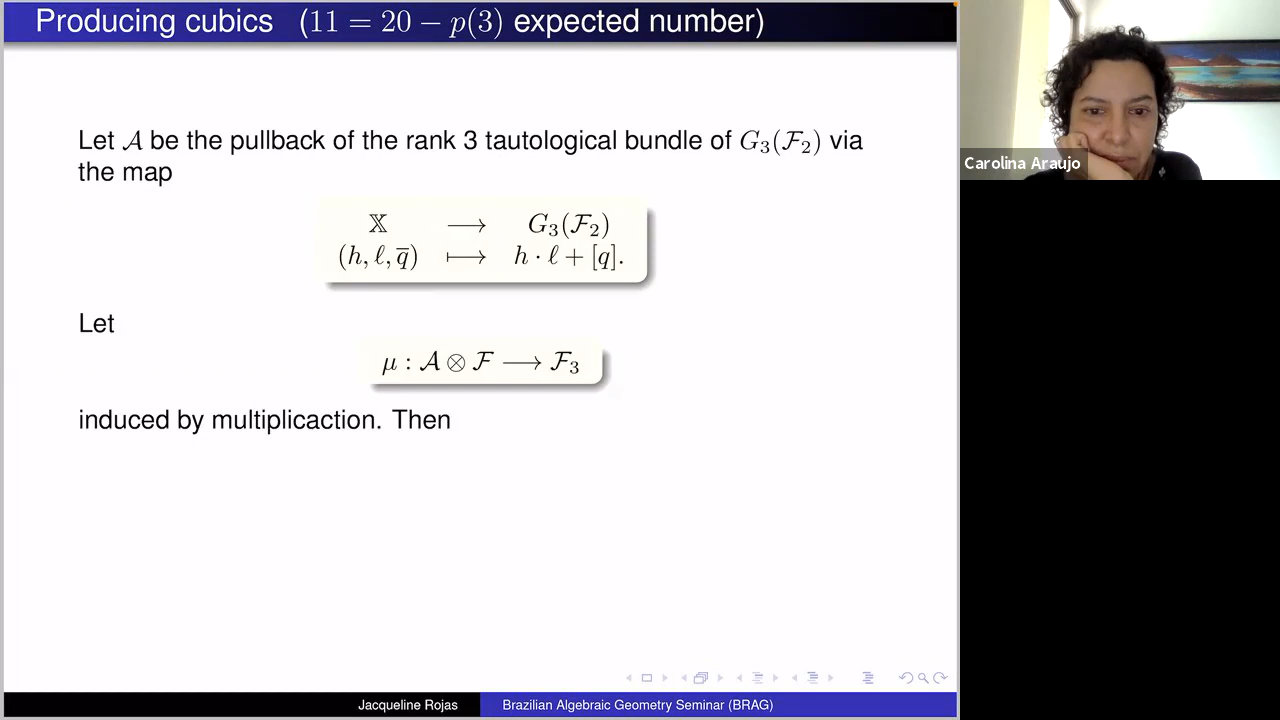 Producing cubics (11 = 20 − p(3) expected number)
Let 𝒜 be the pullback of the rank 3 tautological bundle of G₃(ℱ₂) via
the map
𝕏 ⟶ G₃(ℱ₂)
(h, ℓ, q̅) ⟼ h · ℓ + [q].
Let
μ : 𝒜 ⊗ ℱ ⟶ ℱ₃
induced by multiplicaction. Then
Jacqueline Rojas
Brazilian Algebraic Geometry Seminar (BRAG)
Carolina Araujo